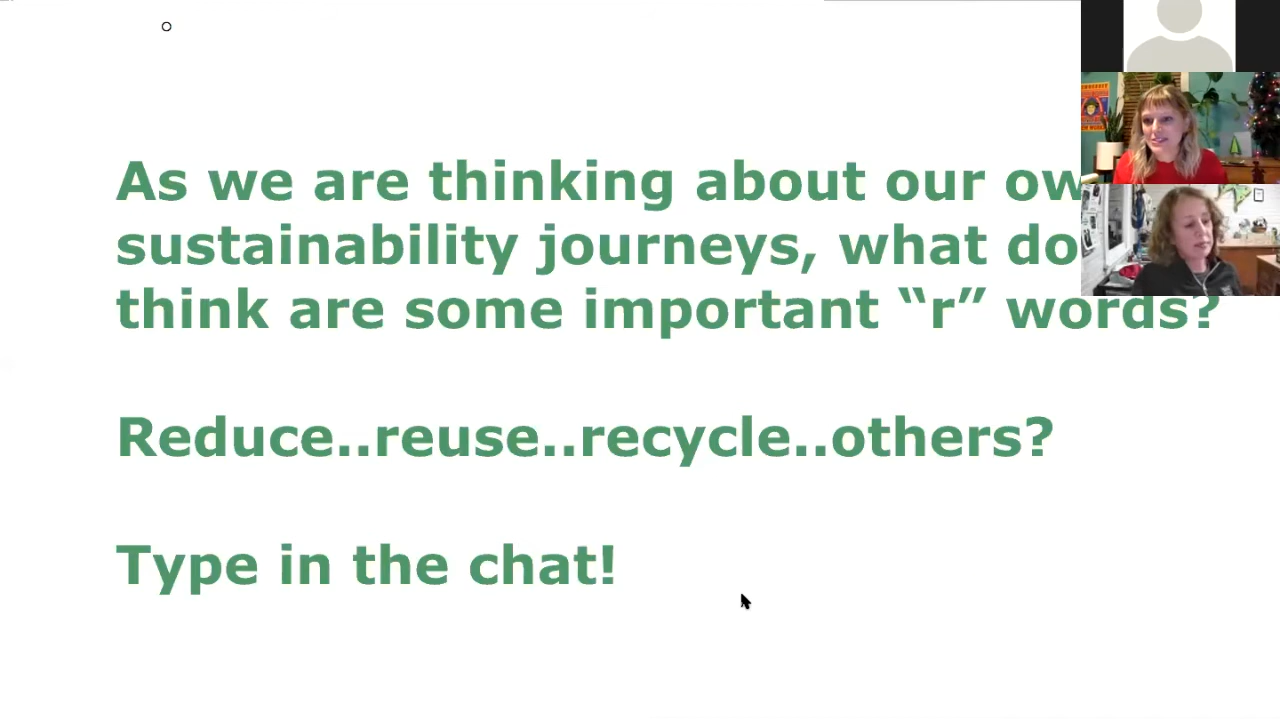 As we are thinking about our
sustainability journeys, what do
think are some important “r” words?
Reduce..reuse..recycle..others?
Type in the chat!